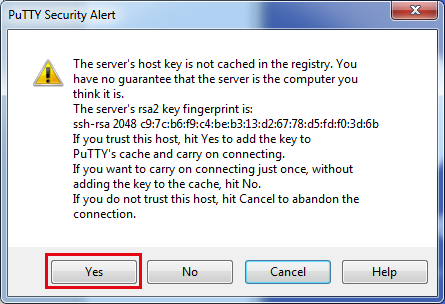 PuTTY Security Alert
The server's host key is not cached in the registry. You
have no guarantee that the server is the computer you
think it is.
The server's rsa2 key fingerprint is:
ssh-rsa 2048 c9:7c:b6:f9:c4:be:b3:13:d2:67:78:d5:fd:f0:3d:6b
If you trust this host, hit Yes to add the key to
PuTTY's cache and carry on connecting.
If you want to carry on connecting just once, without
adding the key to the cache, hit No.
If you do not trust this host, hit Cancel to abandon the
connection.
Yes No Cancel Help